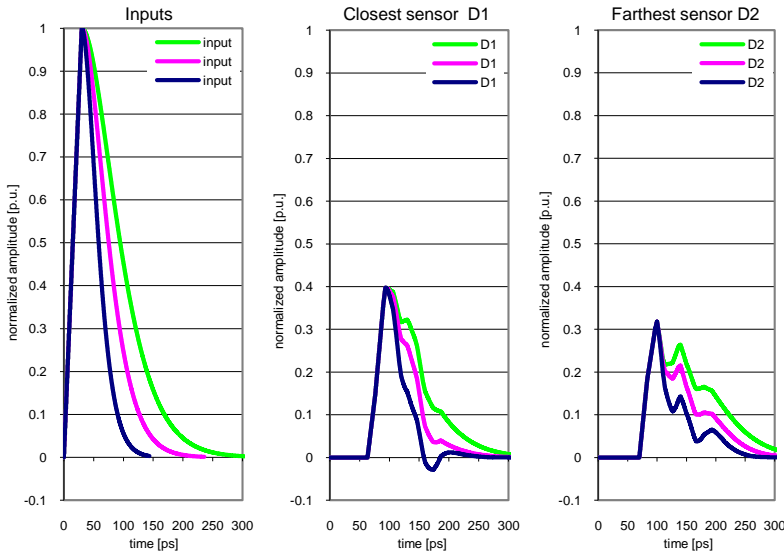 Inputs
Closest sensor D1
Farthest sensor D2
input
input
input
D1
D1
D1
D2
D2
D2
normalized amplitude [p.u.]
1
0.9
0.8
0.7
0.6
0.5
0.4
0.3
0.2
0.1
0
-0.1
0 50 100 150 200 250 300
time [ps]
normalized amplitude [p.u.]
1
0.9
0.8
0.7
0.6
0.5
0.4
0.3
0.2
0.1
0
-0.1
0 50 100 150 200 250 300
time [ps]
normalized amplitude [p.u.]
1
0.9
0.8
0.7
0.6
0.5
0.4
0.3
0.2
0.1
0
-0.1
0 50 100 150 200 250 300
time [ps]